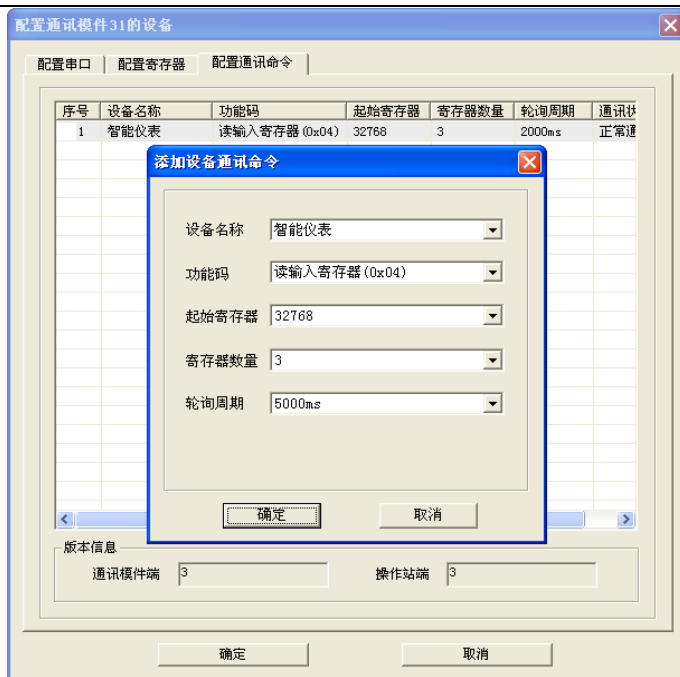 配置通讯模件31的设备
配置串口 配置寄存器 配置通讯命令
序号 设备名称 功能码 起始寄存器 寄存器数量 轮询周期 通讯状
1 智能仪表 读输入寄存器(0x04) 32768 3 2000ms 正常通
添加设备通讯命令
设备名称 智能仪表
功能码 读输入寄存器(0x04)
起始寄存器 32768
寄存器数量 3
轮询周期 5000ms
确定 取消
版本信息
通讯模件端 3 操作站端 3
确定 取消